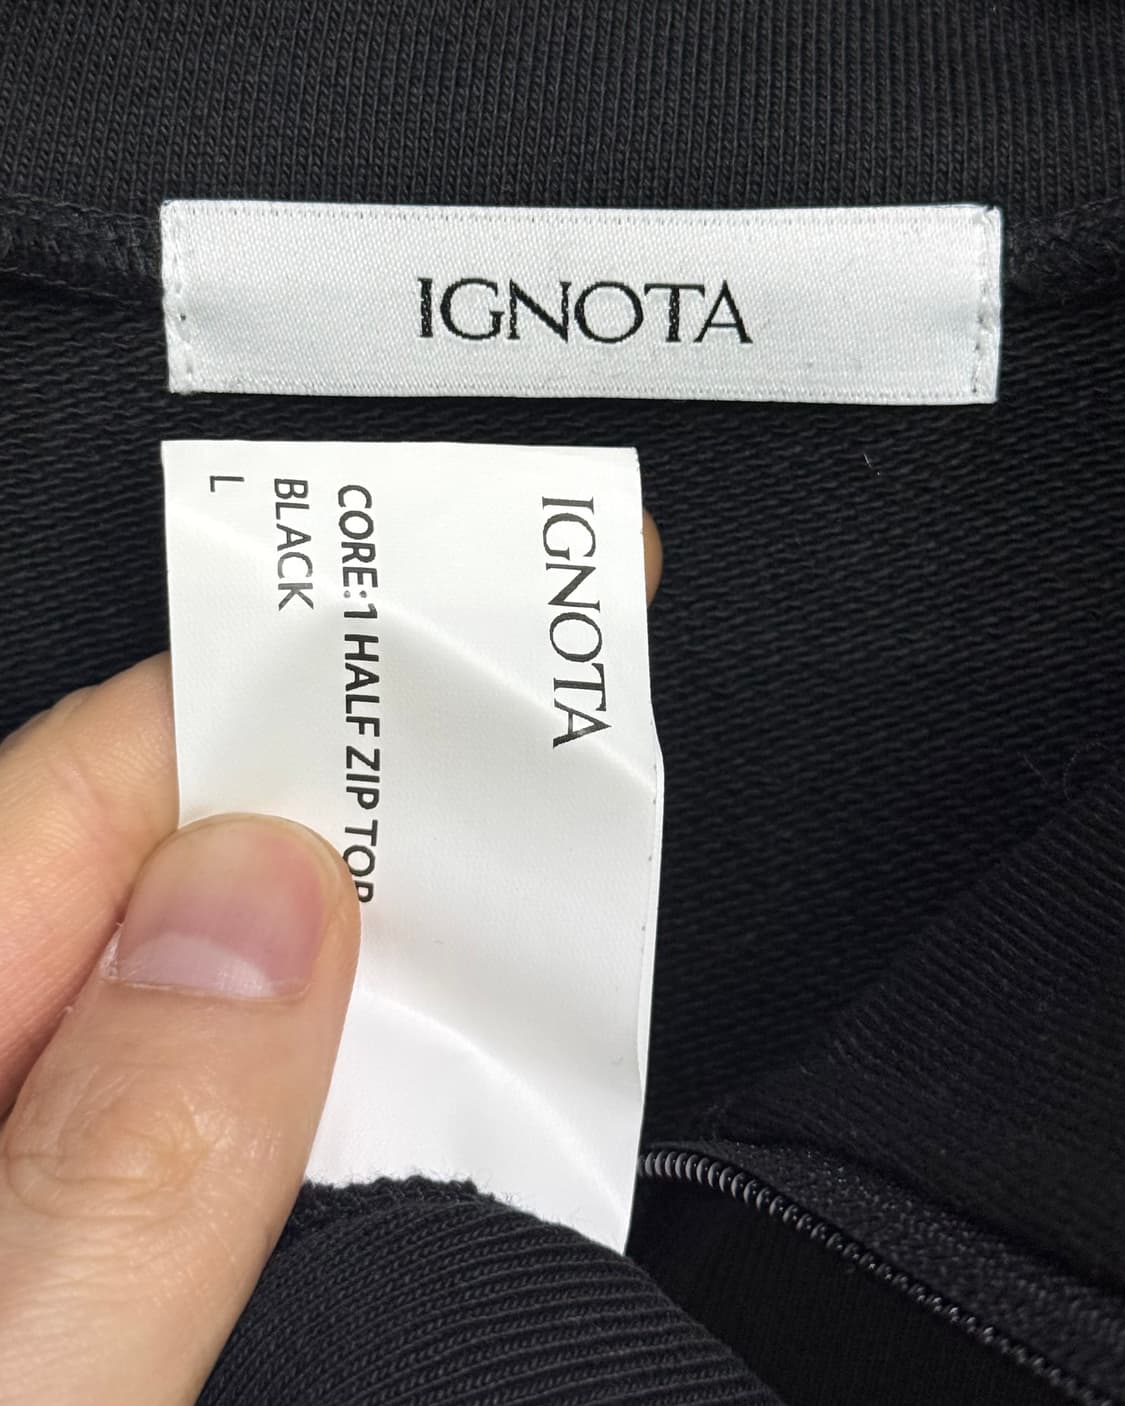 IGNOTA
IGNOTA
CORE:1 HALF ZIP TOP
BLACK
L